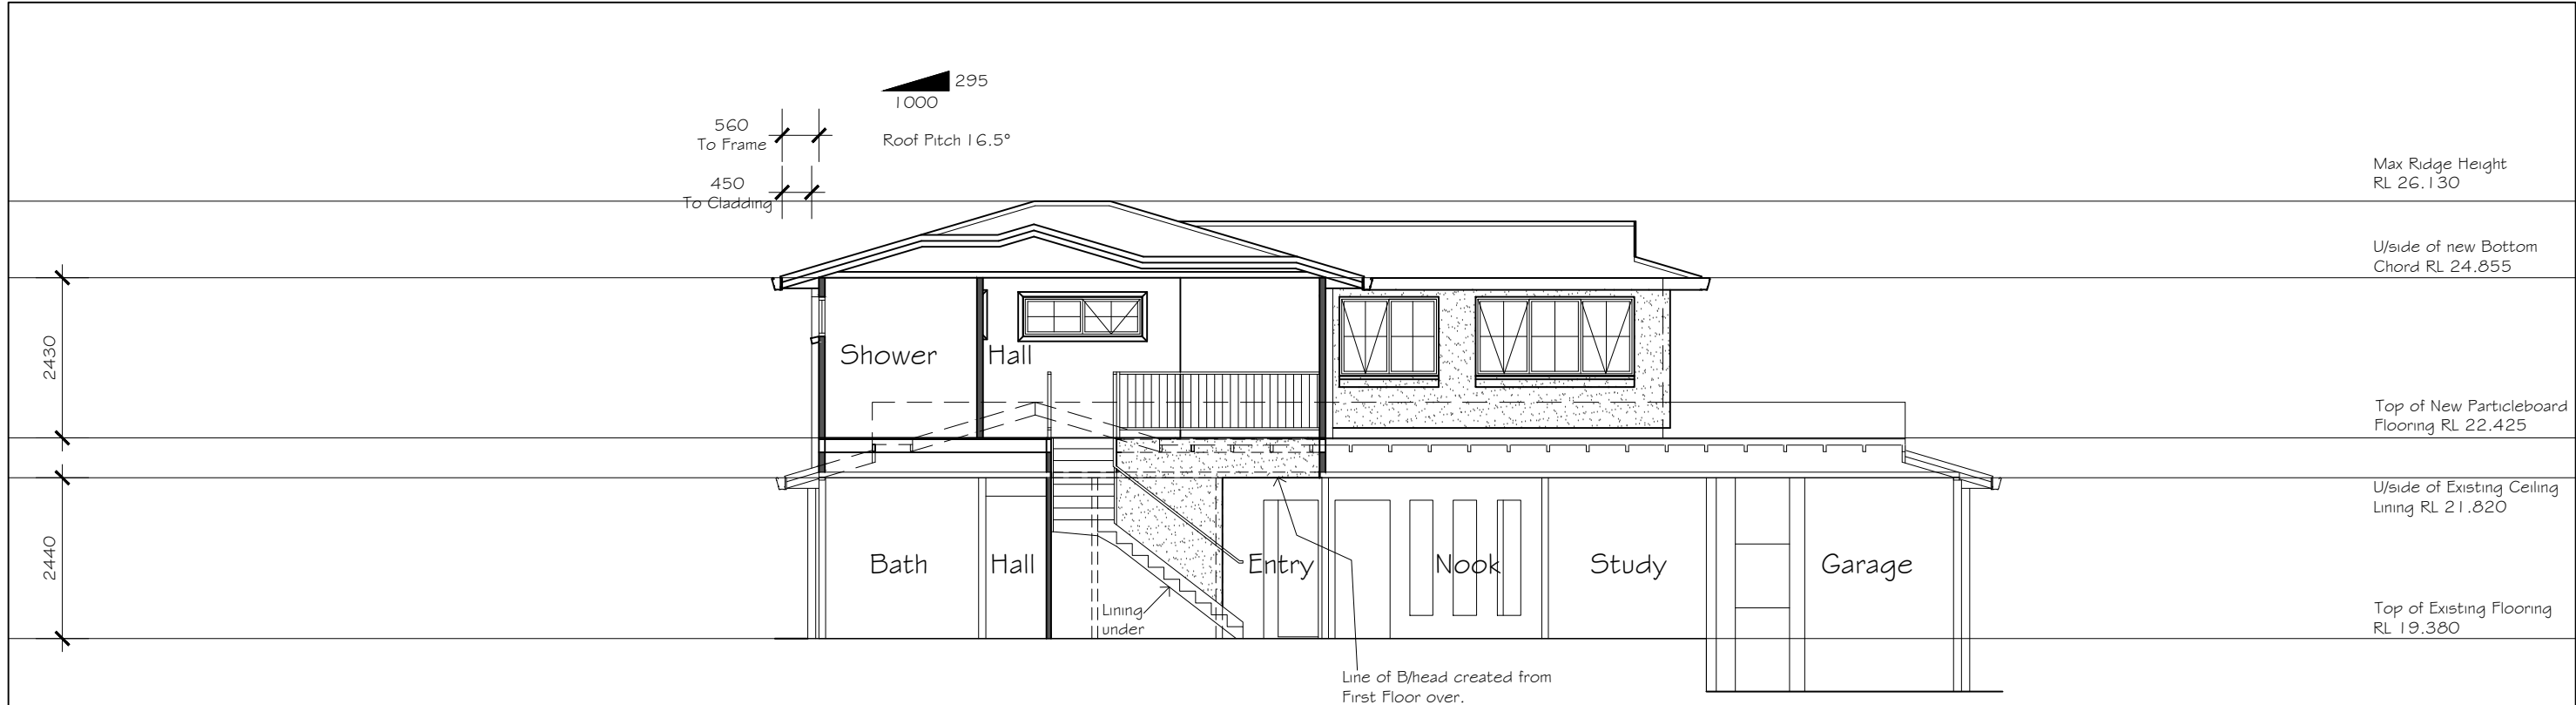 295
1000
560
To Frame
Roof Pitch 16.5°
450
To Cladding
Max Ridge Height
RL 26.130
U/side of new Bottom
Chord RL 24.855
2430
Shower
Hall
Top of New Particleboard
Flooring RL 22.425
U/side of Existing Ceiling
Lining RL 21.820
2440
Bath
Hall
Entry
Nook
Study
Garage
Lining
under
Top of Existing Flooring
RL 19.380
Line of B/head created from
First Floor over.